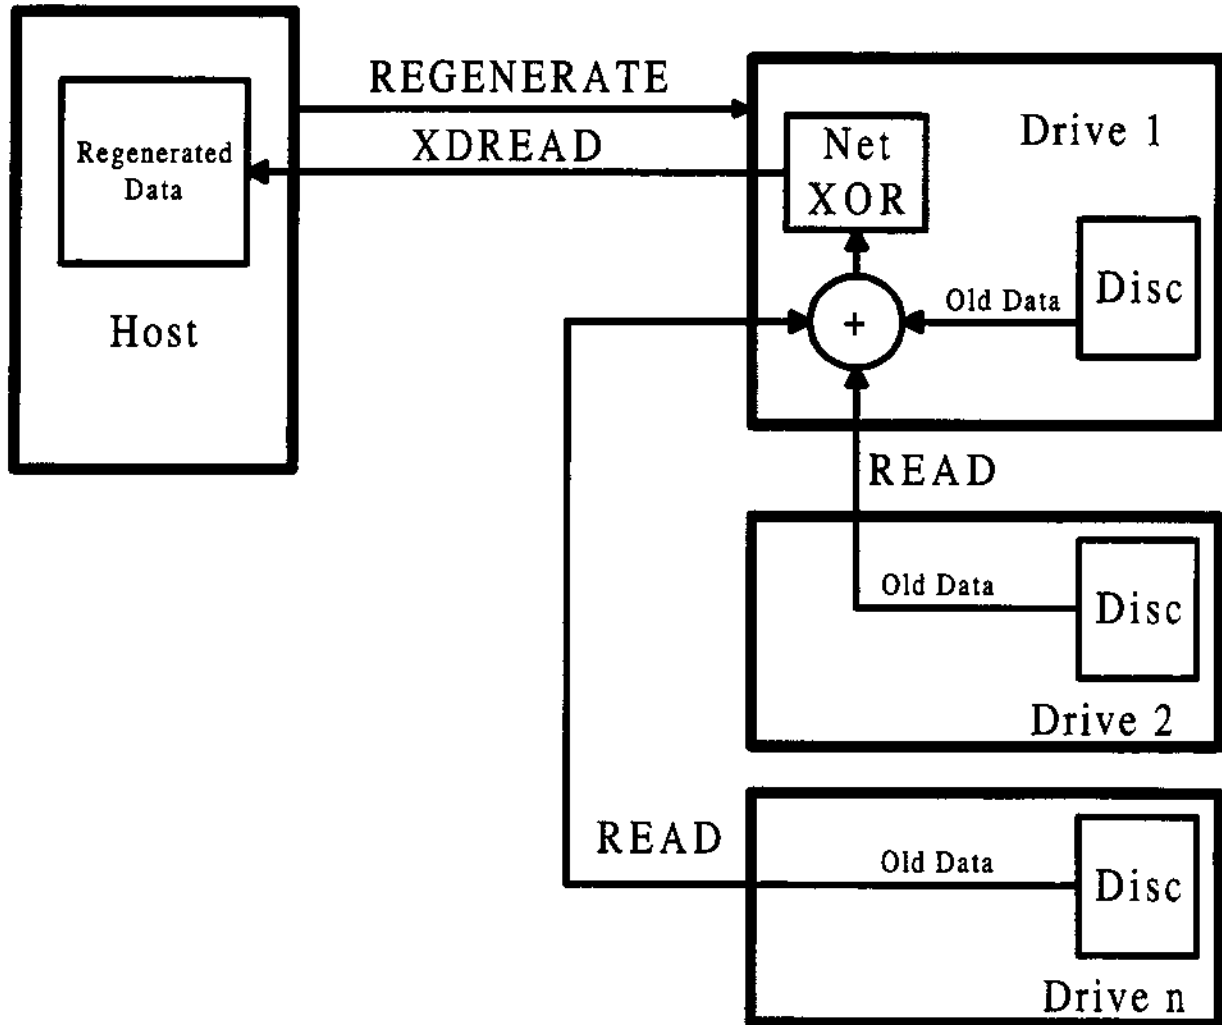 REGENERATE
XDREAD
Regenerated
Data
Host
Net
XOR
Drive 1
Old Data
Disc
+
READ
Old Data
Disc
Drive 2
READ
Old Data
Disc
Drive n